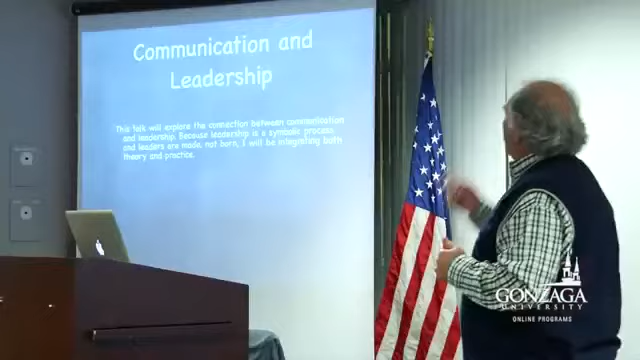 Communication and
Leadership
This talk will explore the connection between communication
and leadership. Because leadership is a symbolic process,
and leaders are made, not born, I will be integrating both
theory and practice.
GONZAGA
UNIVERSITY
ONLINE PROGRAMS